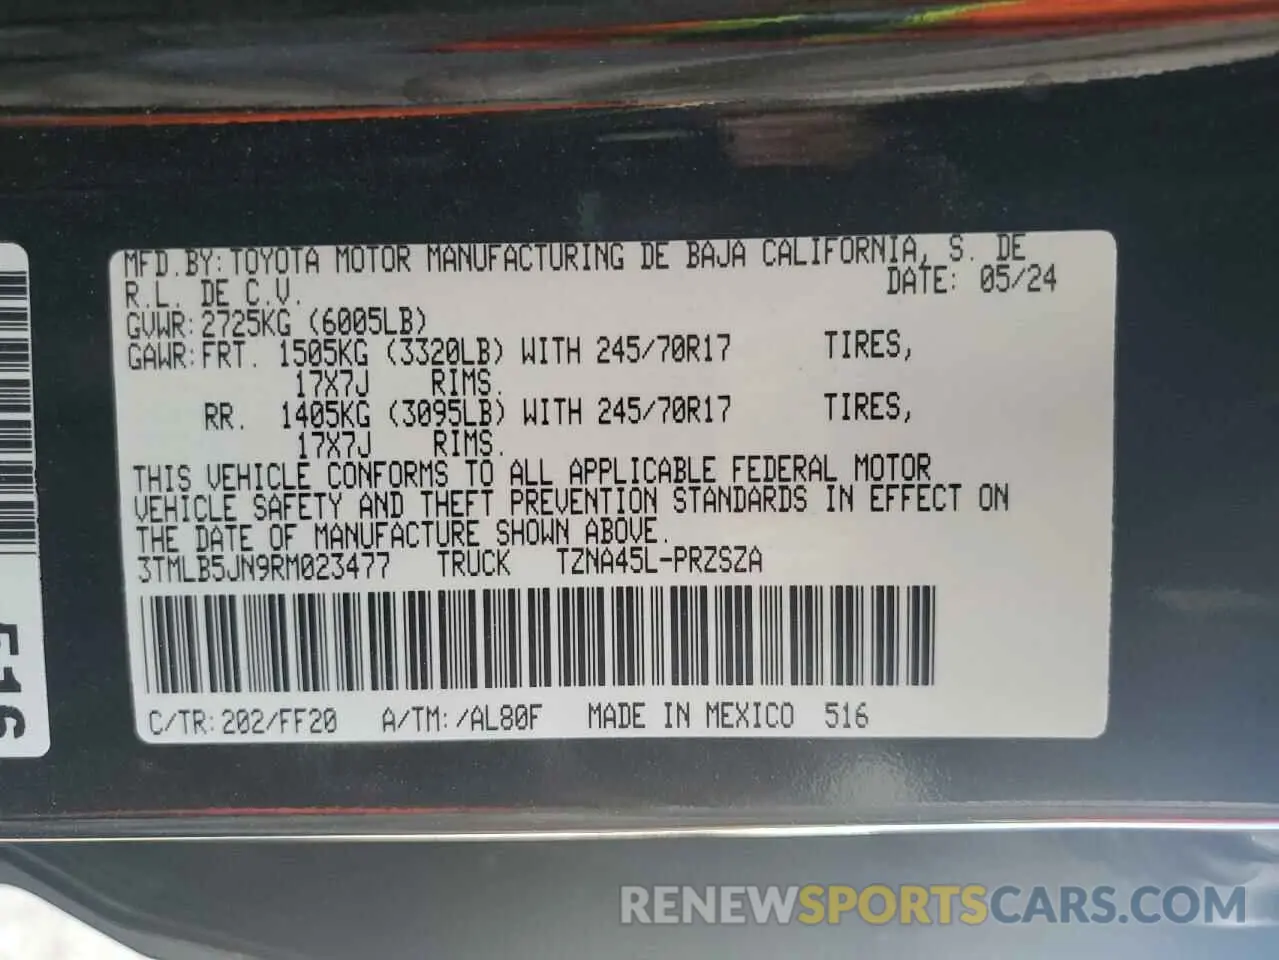 MFD.BY:TOYOTA MOTOR MANUFACTURING DE BAJA CALIFORNIA, S. DE
R.L. DE C.V. DATE: 05/24
GVWR:2725KG (6005LB)
GAWR:FRT. 1505KG (3320LB) WITH 245/70R17 TIRES,
17X7J RIMS.
RR. 1405KG (3095LB) WITH 245/70R17 TIRES,
17X7J RIMS.
THIS VEHICLE CONFORMS TO ALL APPLICABLE FEDERAL MOTOR
VEHICLE SAFETY AND THEFT PREVENTION STANDARDS IN EFFECT ON
THE DATE OF MANUFACTURE SHOWN ABOVE.
3TMLB5JN9RM023477 TRUCK TZNA45L-PRZSZA
C/TR:202/FF20 A/TM:/AL80F MADE IN MEXICO 516
516
RENEWSPORTSCARS.COM